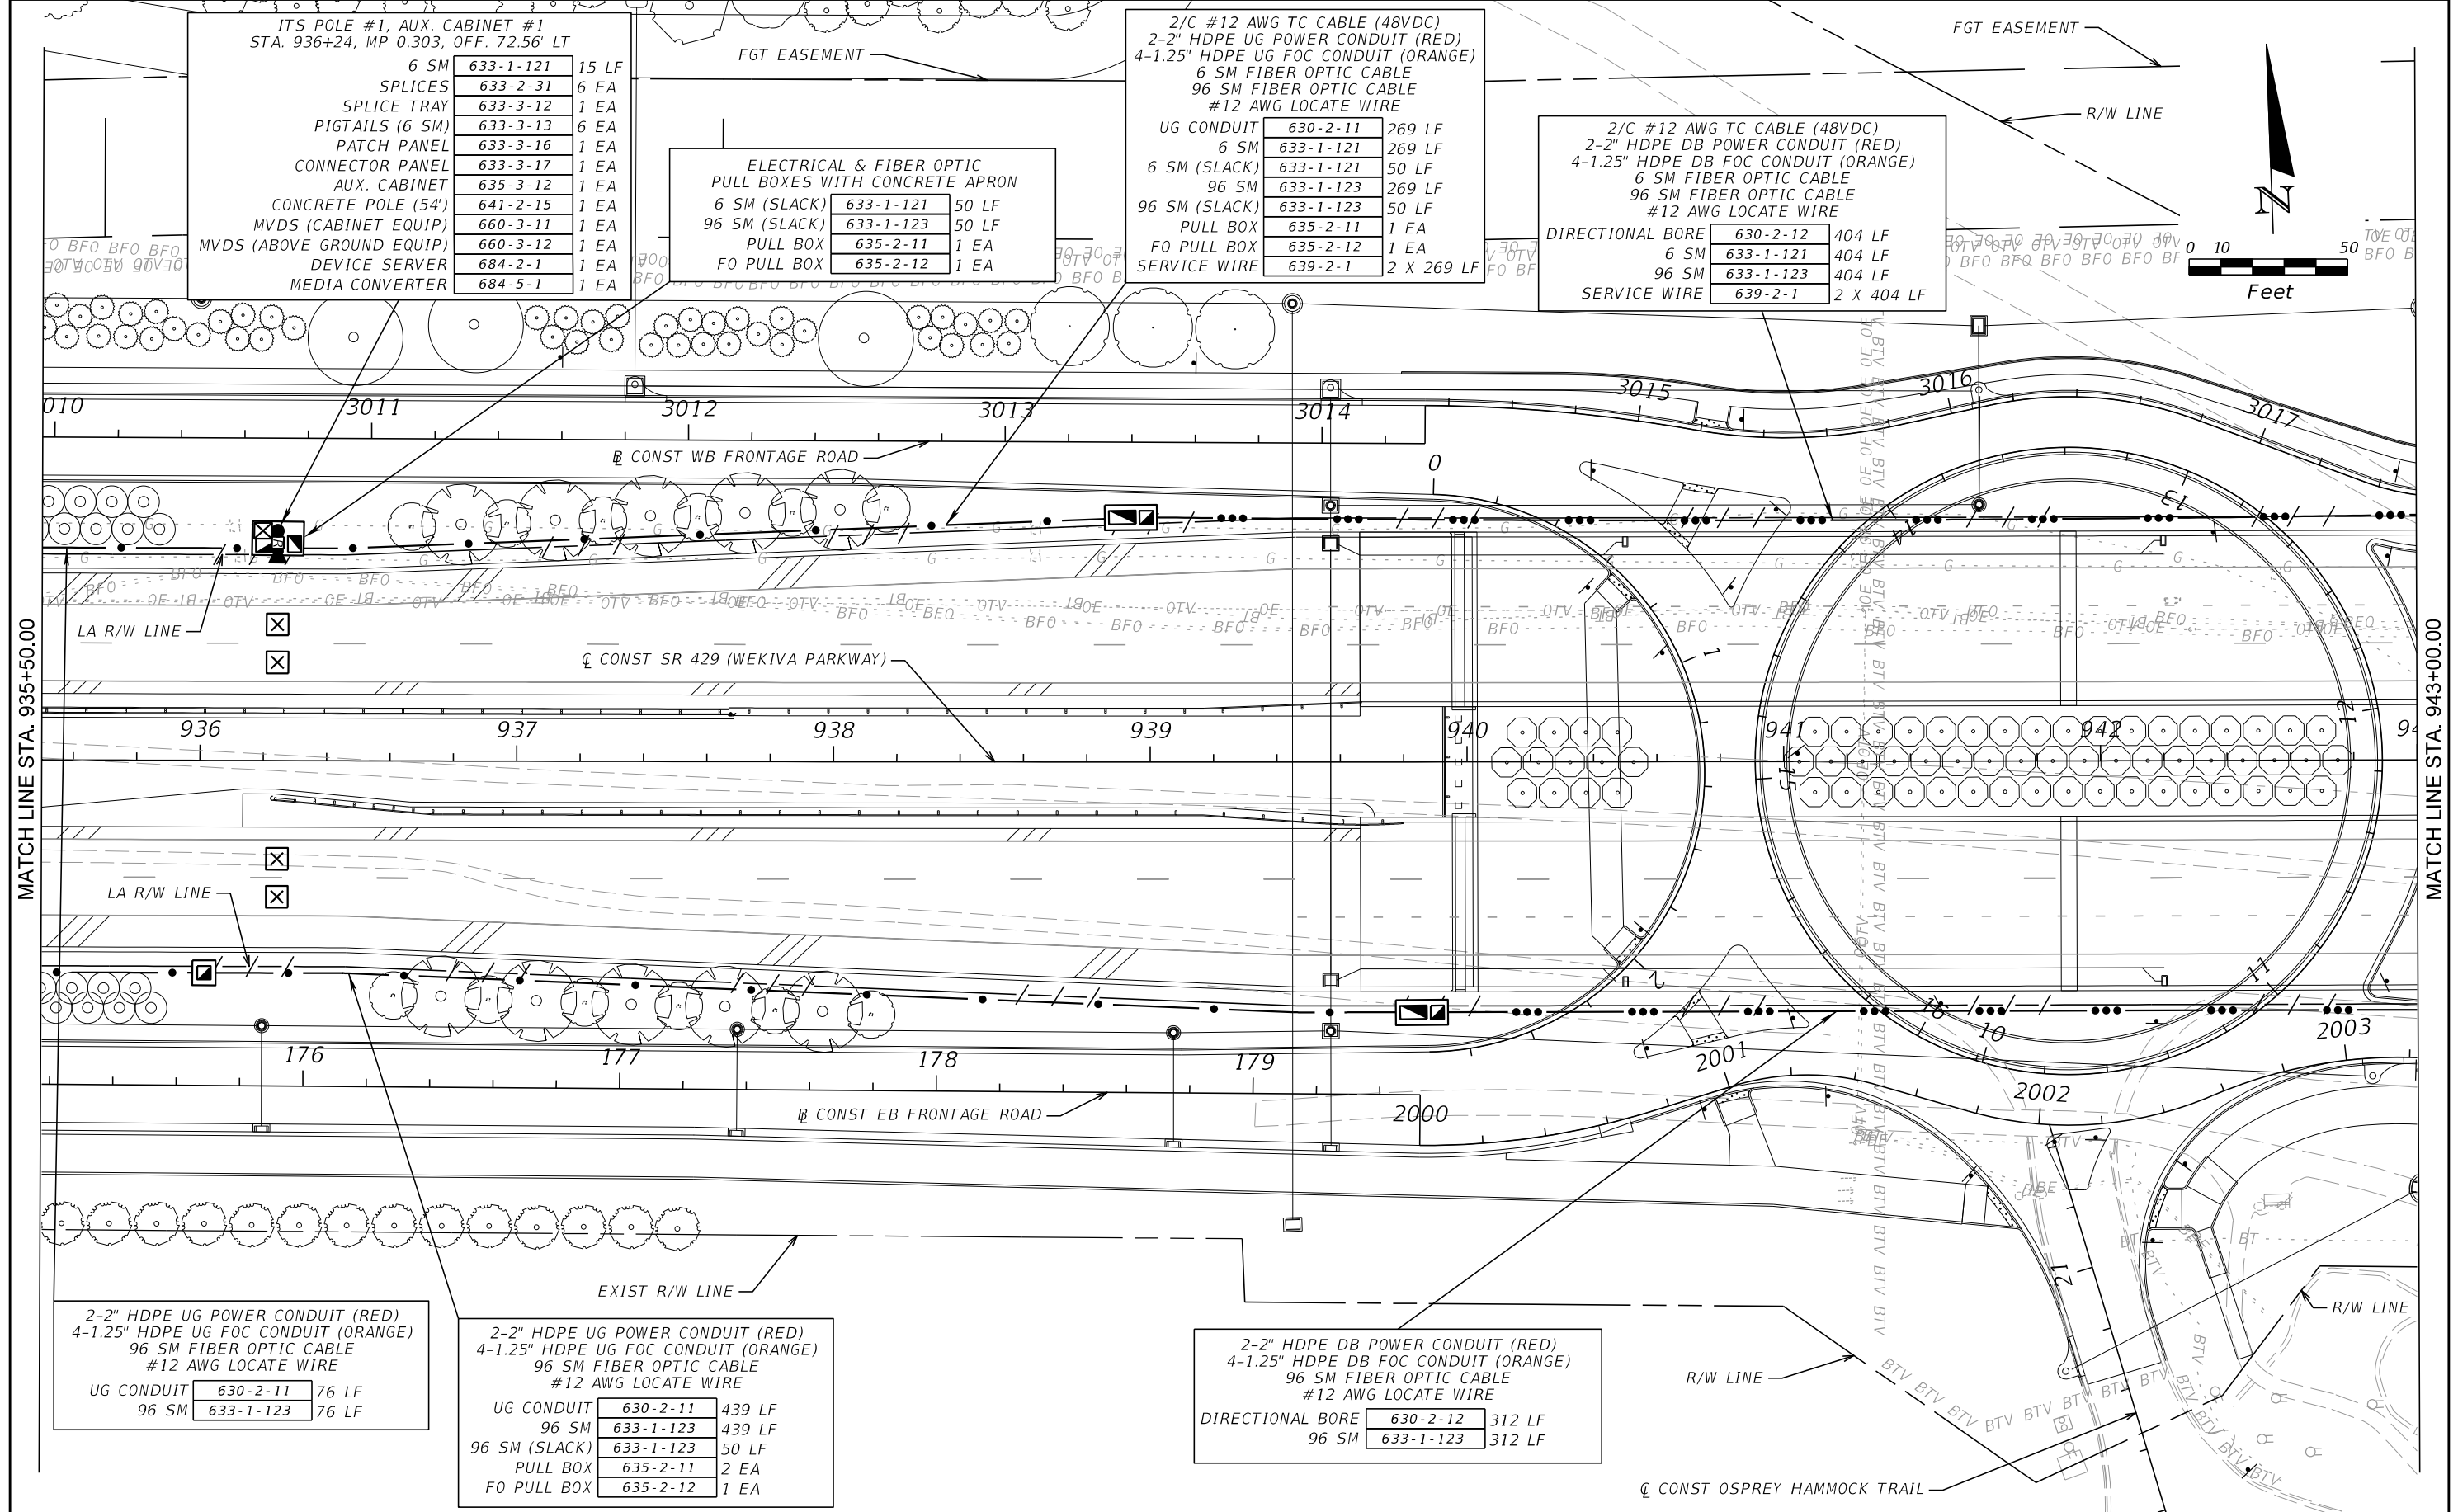 ITS POLE #1, AUX. CABINET #1
STA. 936+24, MP 0.303, OFF. 72.56' LT
6 SM 633-1-121 15 LF
SPLICES 633-2-31 6 EA
SPLICE TRAY 633-3-12 1 EA
PIGTAILS (6 SM) 633-3-13 6 EA
PATCH PANEL 633-3-16 1 EA
CONNECTOR PANEL 633-3-17 1 EA
AUX. CABINET 635-3-12 1 EA
CONCRETE POLE (54') 641-2-15 1 EA
MVDS (CABINET EQUIP) 660-3-11 1 EA
MVDS (ABOVE GROUND EQUIP) 660-3-12 1 EA
DEVICE SERVER 684-2-1 1 EA
MEDIA CONVERTER 684-5-1 1 EA
FGT EASEMENT
ELECTRICAL & FIBER OPTIC
PULL BOXES WITH CONCRETE APRON
6 SM (SLACK) 633-1-121 50 LF
96 SM (SLACK) 633-1-123 50 LF
PULL BOX 635-2-11 1 EA
FO PULL BOX 635-2-12 1 EA
2/C #12 AWG TC CABLE (48VDC)
2-2" HDPE UG POWER CONDUIT (RED)
4-1.25" HDPE UG FOC CONDUIT (ORANGE)
6 SM FIBER OPTIC CABLE
96 SM FIBER OPTIC CABLE
#12 AWG LOCATE WIRE
UG CONDUIT 630-2-11 269 LF
6 SM 633-1-121 269 LF
6 SM (SLACK) 633-1-121 50 LF
96 SM 633-1-123 269 LF
96 SM (SLACK) 633-1-123 50 LF
PULL BOX 635-2-11 1 EA
FO PULL BOX 635-2-12 1 EA
SERVICE WIRE 639-2-1 2 X 269 LF
2/C #12 AWG TC CABLE (48VDC)
2-2" HDPE DB POWER CONDUIT (RED)
4-1.25" HDPE DB FOC CONDUIT (ORANGE)
6 SM FIBER OPTIC CABLE
96 SM FIBER OPTIC CABLE
#12 AWG LOCATE WIRE
DIRECTIONAL BORE 630-2-12 404 LF
6 SM 633-1-121 404 LF
96 SM 633-1-123 404 LF
SERVICE WIRE 639-2-1 2 X 404 LF
FGT EASEMENT
R/W LINE
N
0 10 50
Feet
BFO BFO BFO
010 3011 3012 3013 3014 3015 3016 3017
℄ CONST WB FRONTAGE ROAD
0
13
14
LA R/W LINE
℄ CONST SR 429 (WEKIVA PARKWAY)
1
MATCH LINE STA. 935+50.00
MATCH LINE STA. 943+00.00
936 937 938 939 940 941 942 94
12
15
LA R/W LINE
2
11
16
10
176 177 178 179
2000 2001 2002 2003
℄ CONST EB FRONTAGE ROAD
21
EXIST R/W LINE
R/W LINE
R/W LINE
BTV BTV BTV BTV BTV BTV BTV BTV
2-2" HDPE UG POWER CONDUIT (RED)
4-1.25" HDPE UG FOC CONDUIT (ORANGE)
96 SM FIBER OPTIC CABLE
#12 AWG LOCATE WIRE
UG CONDUIT 630-2-11 76 LF
96 SM 633-1-123 76 LF
2-2" HDPE UG POWER CONDUIT (RED)
4-1.25" HDPE UG FOC CONDUIT (ORANGE)
96 SM FIBER OPTIC CABLE
#12 AWG LOCATE WIRE
UG CONDUIT 630-2-11 439 LF
96 SM 633-1-123 439 LF
96 SM (SLACK) 633-1-123 50 LF
PULL BOX 635-2-11 2 EA
FO PULL BOX 635-2-12 1 EA
2-2" HDPE DB POWER CONDUIT (RED)
4-1.25" HDPE DB FOC CONDUIT (ORANGE)
96 SM FIBER OPTIC CABLE
#12 AWG LOCATE WIRE
DIRECTIONAL BORE 630-2-12 312 LF
96 SM 633-1-123 312 LF
℄ CONST OSPREY HAMMOCK TRAIL